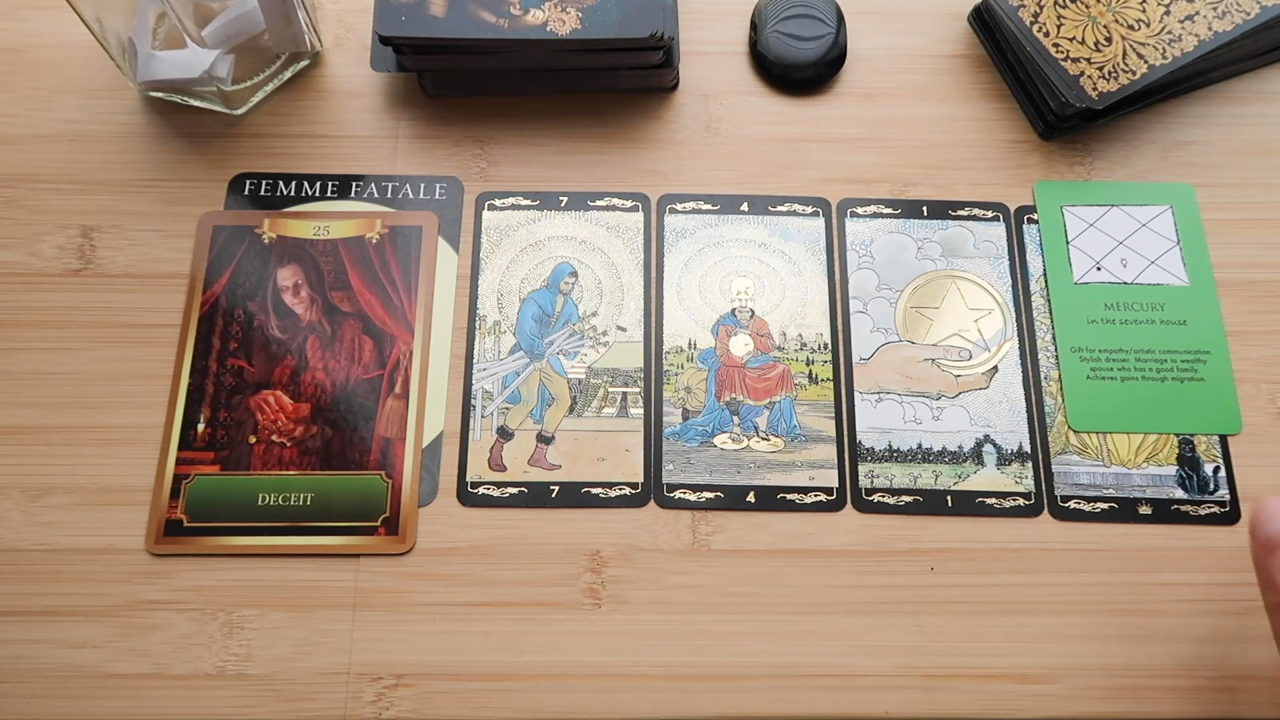 FEMME FATALE
25
DECEIT
7
7
4
4
1
1
MERCURY
in the seventh house
Gift for empathy/artistic communication.
Stylish dresser. Marriage to wealthy
spouse who has a good family.
Achieves gains through migration.